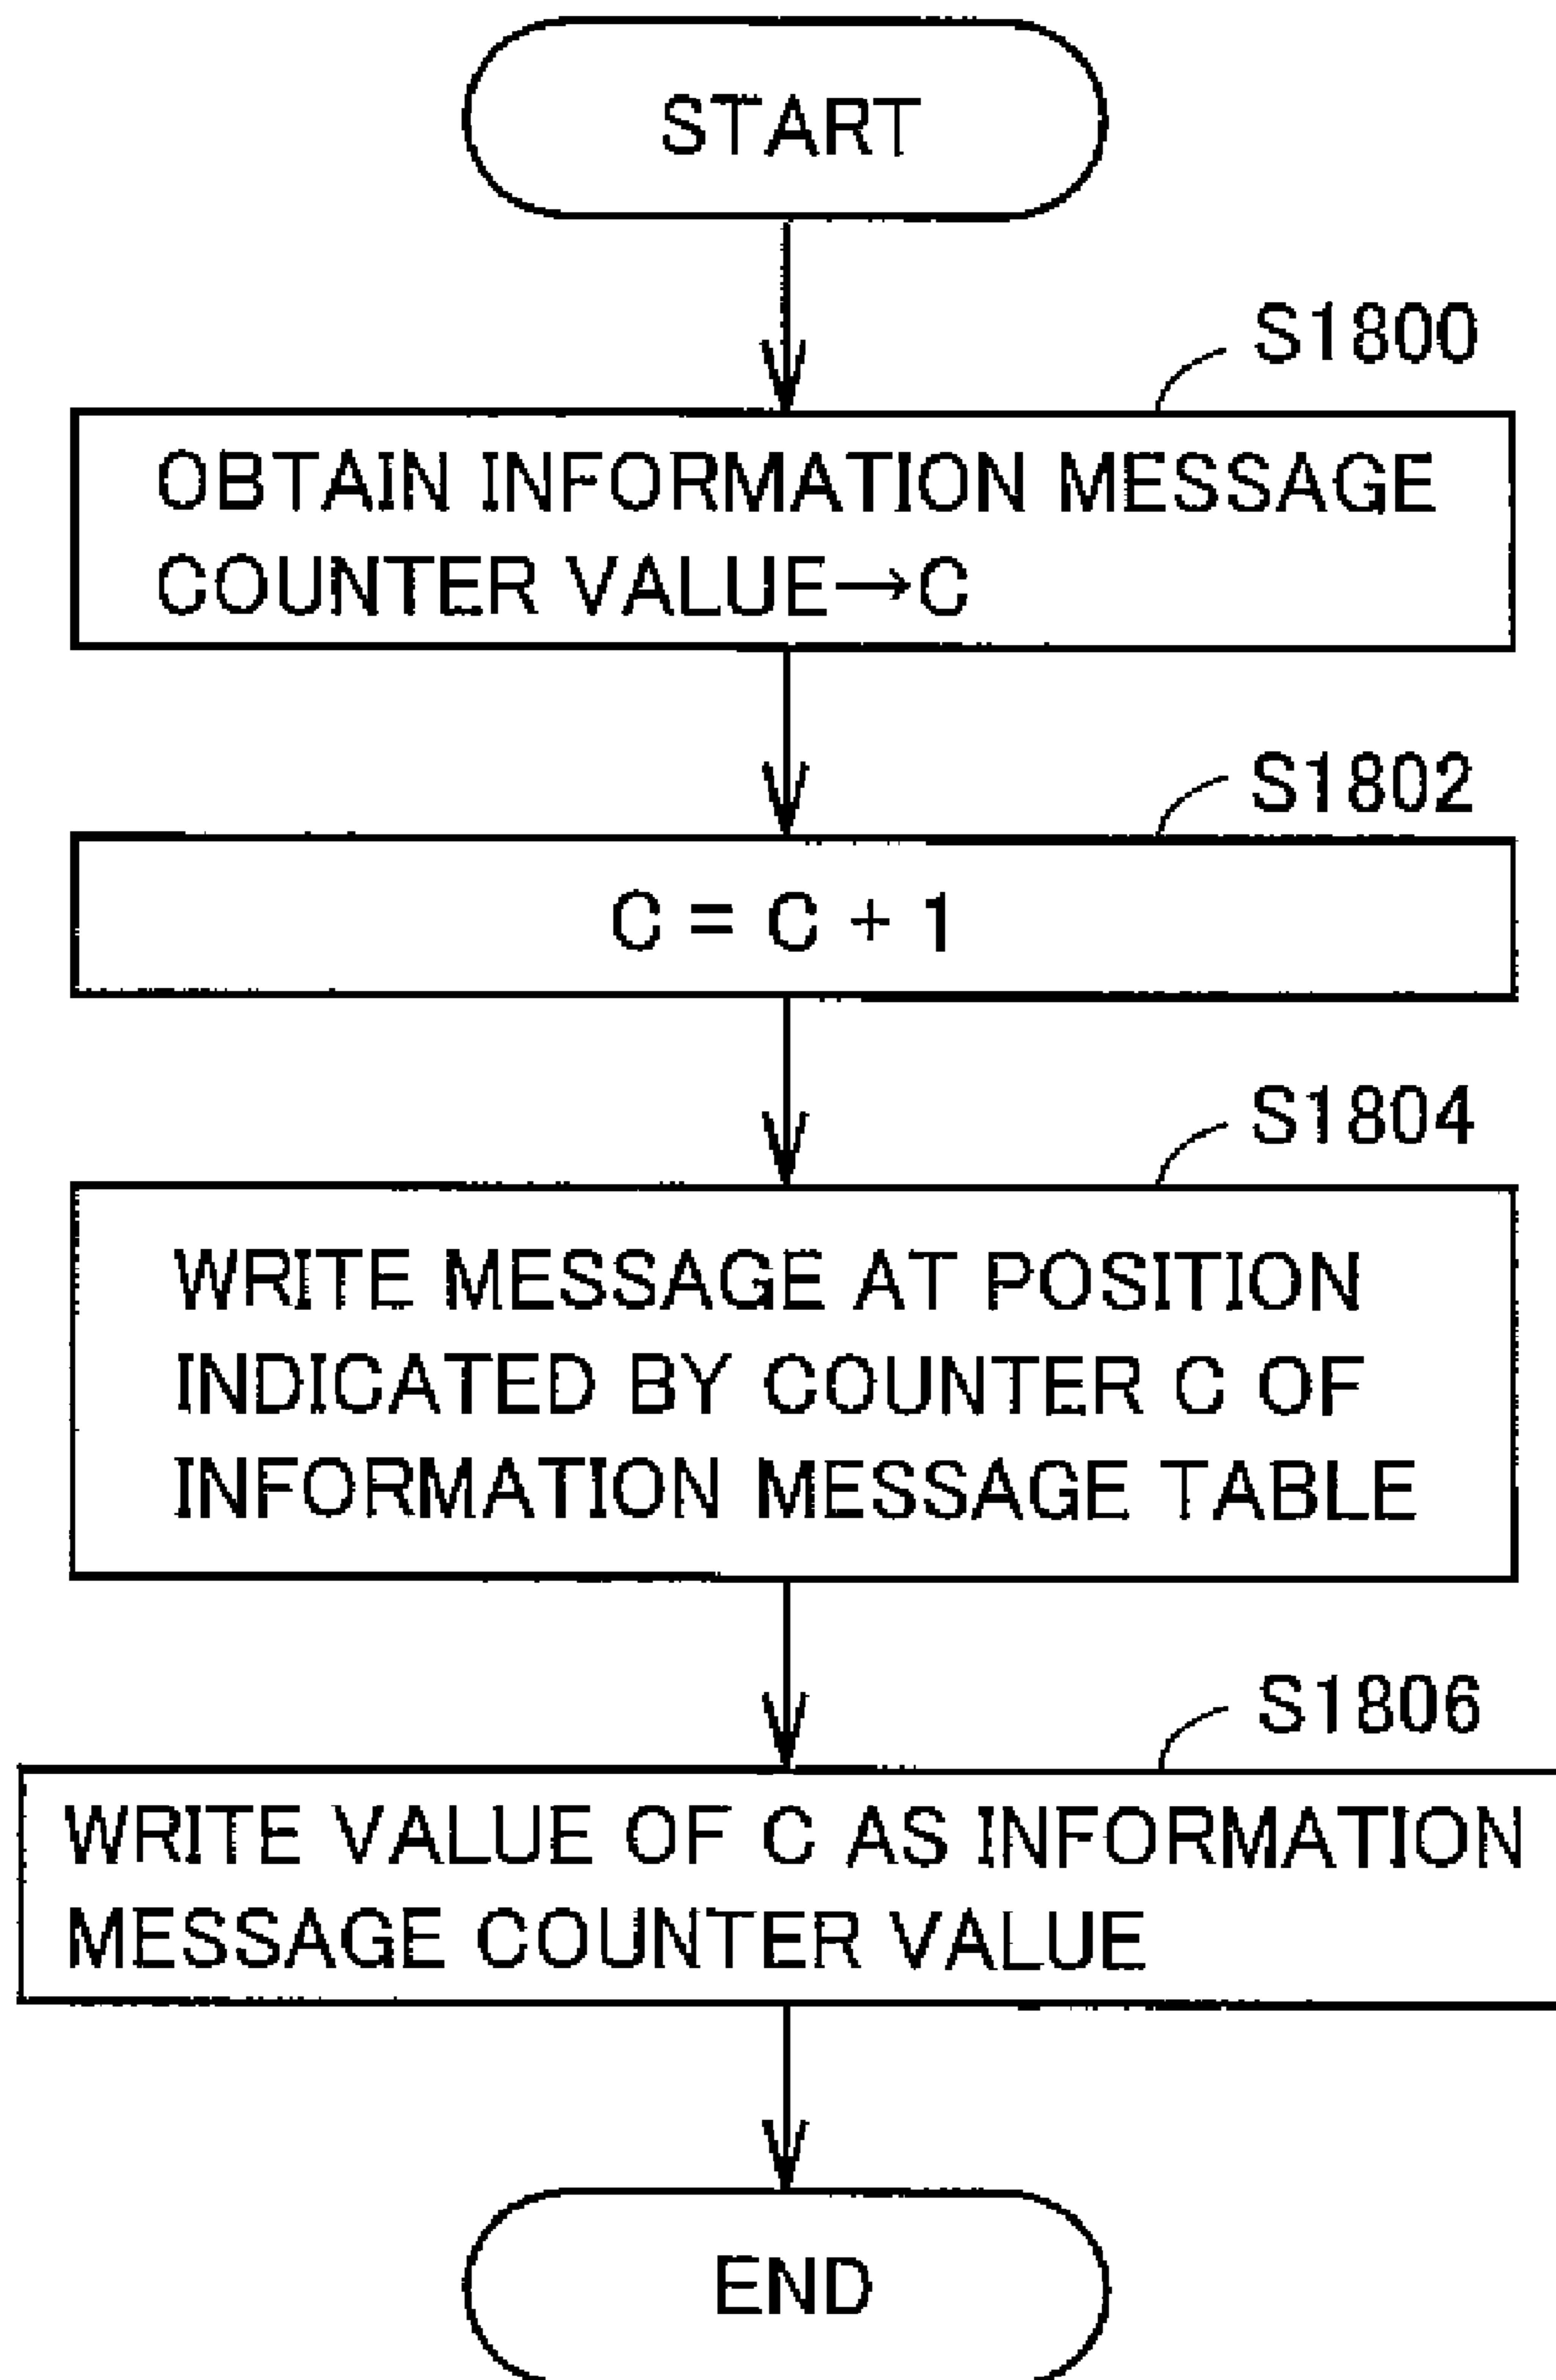 START
S1800
OBTAIN INFORMATION MESSAGE
COUNTER VALUE→C
S1802
C = C + 1
S1804
WRITE MESSAGE AT POSITION
INDICATED BY COUNTER C OF
INFORMATION MESSAGE TABLE
S1806
WRITE VALUE OF C AS INFORMATION
MESSAGE COUNTER VALUE
END